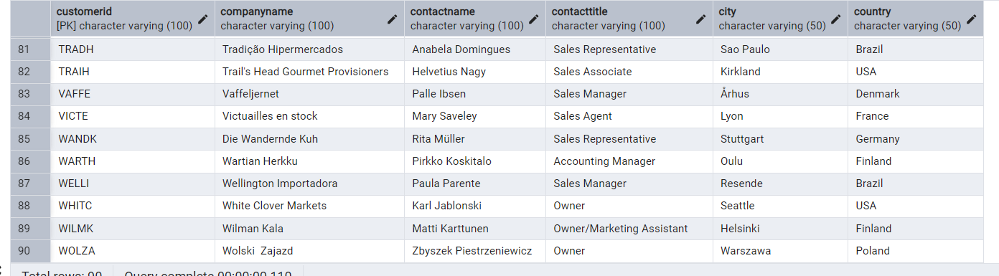 customerid companyname contactname contacttitle city country
[PK] character varying (100) character varying (100) character varying (100) character varying (100) character varying (50) character varying (50)
81 TRADH Tradição Hipermercados Anabela Domingues Sales Representative Sao Paulo Brazil
82 TRAIH Trail's Head Gourmet Provisioners Helvetius Nagy Sales Associate Kirkland USA
83 VAFFE Vaffeljernet Palle Ibsen Sales Manager Århus Denmark
84 VICTE Victuailles en stock Mary Saveley Sales Agent Lyon France
85 WANDK Die Wandernde Kuh Rita Müller Sales Representative Stuttgart Germany
86 WARTH Wartian Herkku Pirkko Koskitalo Accounting Manager Oulu Finland
87 WELLI Wellington Importadora Paula Parente Sales Manager Resende Brazil
88 WHITC White Clover Markets Karl Jablonski Owner Seattle USA
89 WILMK Wilman Kala Matti Karttunen Owner/Marketing Assistant Helsinki Finland
90 WOLZA Wolski  Zajazd Zbyszek Piestrzeniewicz Owner Warszawa Poland
Total rows: 90 Query complete 00:00:00.110